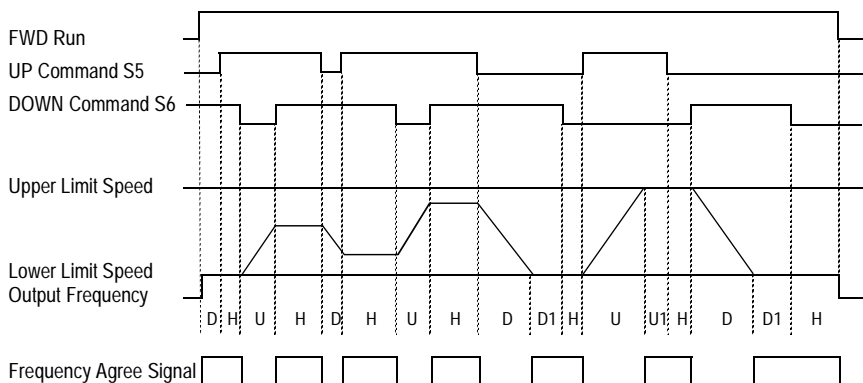 FWD Run
UP Command S5
DOWN Command S6
Upper Limit Speed
Lower Limit Speed
Output Frequency
D H U H D H U H D D1 H U U1 H D D1 H
Frequency Agree Signal